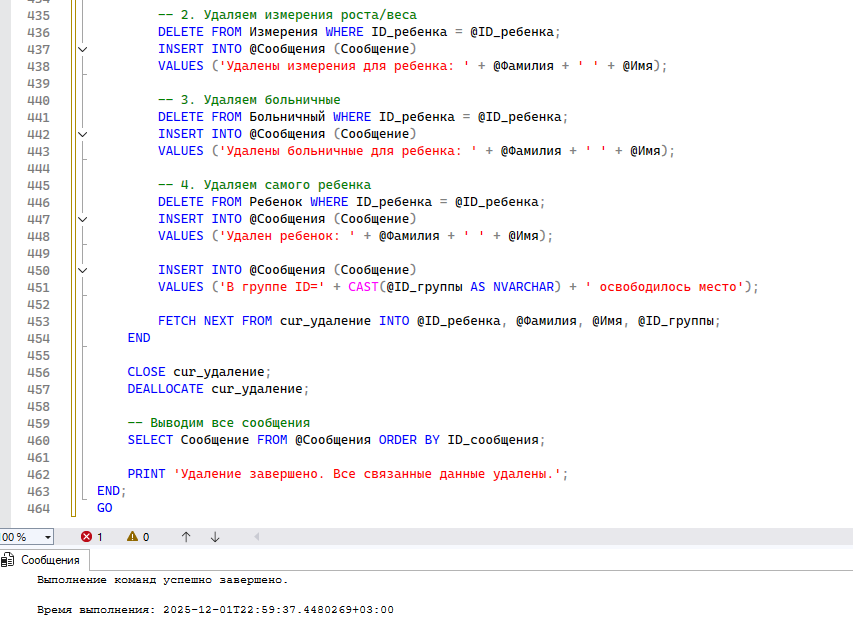 435 -- 2. Удаляем измерения роста/веса
436 DELETE FROM Измерения WHERE ID_ребенка = @ID_ребенка;
437 INSERT INTO @Сообщения (Сообщение)
438 VALUES ('Удалены измерения для ребенка: ' + @Фамилия + ' ' + @Имя);
439
440 -- 3. Удаляем больничные
441 DELETE FROM Больничный WHERE ID_ребенка = @ID_ребенка;
442 INSERT INTO @Сообщения (Сообщение)
443 VALUES ('Удалены больничные для ребенка: ' + @Фамилия + ' ' + @Имя);
444
445 -- 4. Удаляем самого ребенка
446 DELETE FROM Ребенок WHERE ID_ребенка = @ID_ребенка;
447 INSERT INTO @Сообщения (Сообщение)
448 VALUES ('Удален ребенок: ' + @Фамилия + ' ' + @Имя);
449
450 INSERT INTO @Сообщения (Сообщение)
451 VALUES ('В группе ID=' + CAST(@ID_группы AS NVARCHAR) + ' освободилось место');
452
453 FETCH NEXT FROM cur_удаление INTO @ID_ребенка, @Фамилия, @Имя, @ID_группы;
454 END
455
456 CLOSE cur_удаление;
457 DEALLOCATE cur_удаление;
458
459 -- Выводим все сообщения
460 SELECT Сообщение FROM @Сообщения ORDER BY ID_сообщения;
461
462 PRINT 'Удаление завершено. Все связанные данные удалены.';
463 END;
464 GO
00 % 1 0
Сообщения
Выполнение команд успешно завершено.
Время выполнения: 2025-12-01T22:59:37.4480269+03:00